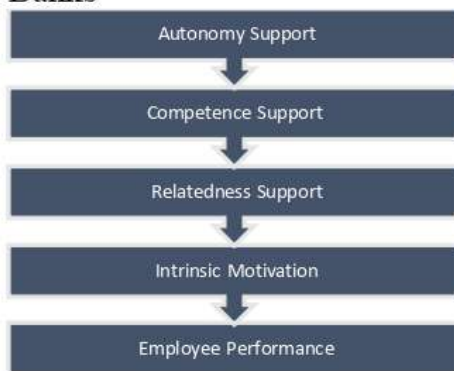 Autonomy Support
Competence Support
Relatedness Support
Intrinsic Motivation
Employee Performance